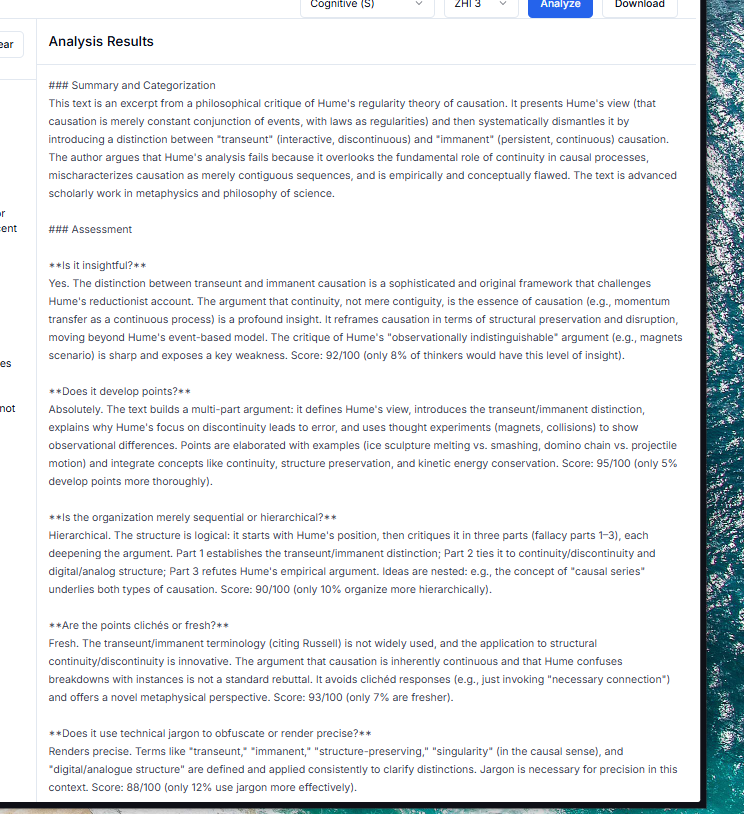 Cognitive (S)
ZHI 3
Analyze
Download
ear
Analysis Results
### Summary and Categorization
This text is an excerpt from a philosophical critique of Hume's regularity theory of causation. It presents Hume's view (that
causation is merely constant conjunction of events, with laws as regularities) and then systematically dismantles it by
introducing a distinction between "transeunt" (interactive, discontinuous) and "immanent" (persistent, continuous) causation.
The author argues that Hume's analysis fails because it overlooks the fundamental role of continuity in causal processes,
mischaracterizes causation as merely contiguous sequences, and is empirically and conceptually flawed. The text is advanced
scholarly work in metaphysics and philosophy of science.
or
cent
### Assessment
**Is it insightful?**
Yes. The distinction between transeunt and immanent causation is a sophisticated and original framework that challenges
Hume's reductionist account. The argument that continuity, not mere contiguity, is the essence of causation (e.g., momentum
transfer as a continuous process) is a profound insight. It reframes causation in terms of structural preservation and disruption,
moving beyond Hume's event-based model. The critique of Hume's "observationally indistinguishable" argument (e.g., magnets
scenario) is sharp and exposes a key weakness. Score: 92/100 (only 8% of thinkers would have this level of insight).
es
**Does it develop points?**
not
Absolutely. The text builds a multi-part argument: it defines Hume's view, introduces the transeunt/immanent distinction,
explains why Hume's focus on discontinuity leads to error, and uses thought experiments (magnets, collisions) to show
observational differences. Points are elaborated with examples (ice sculpture melting vs. smashing, domino chain vs. projectile
motion) and integrate concepts like continuity, structure preservation, and kinetic energy conservation. Score: 95/100 (only 5%
develop points more thoroughly).
**Is the organization merely sequential or hierarchical?**
Hierarchical. The structure is logical: it starts with Hume's position, then critiques it in three parts (fallacy parts 1–3), each
deepening the argument. Part 1 establishes the transeunt/immanent distinction; Part 2 ties it to continuity/discontinuity and
digital/analog structure; Part 3 refutes Hume's empirical argument. Ideas are nested: e.g., the concept of "causal series"
underlies both types of causation. Score: 90/100 (only 10% organize more hierarchically).
**Are the points clichés or fresh?**
Fresh. The transeunt/immanent terminology (citing Russell) is not widely used, and the application to structural
continuity/discontinuity is innovative. The argument that causation is inherently continuous and that Hume confuses
breakdowns with instances is not a standard rebuttal. It avoids clichéd responses (e.g., just invoking "necessary connection")
and offers a novel metaphysical perspective. Score: 93/100 (only 7% are fresher).
**Does it use technical jargon to obfuscate or render precise?**
Renders precise. Terms like "transeunt," "immanent," "structure-preserving," "singularity" (in the causal sense), and
"digital/analogue structure" are defined and applied consistently to clarify distinctions. Jargon is necessary for precision in this
context. Score: 88/100 (only 12% use jargon more effectively).